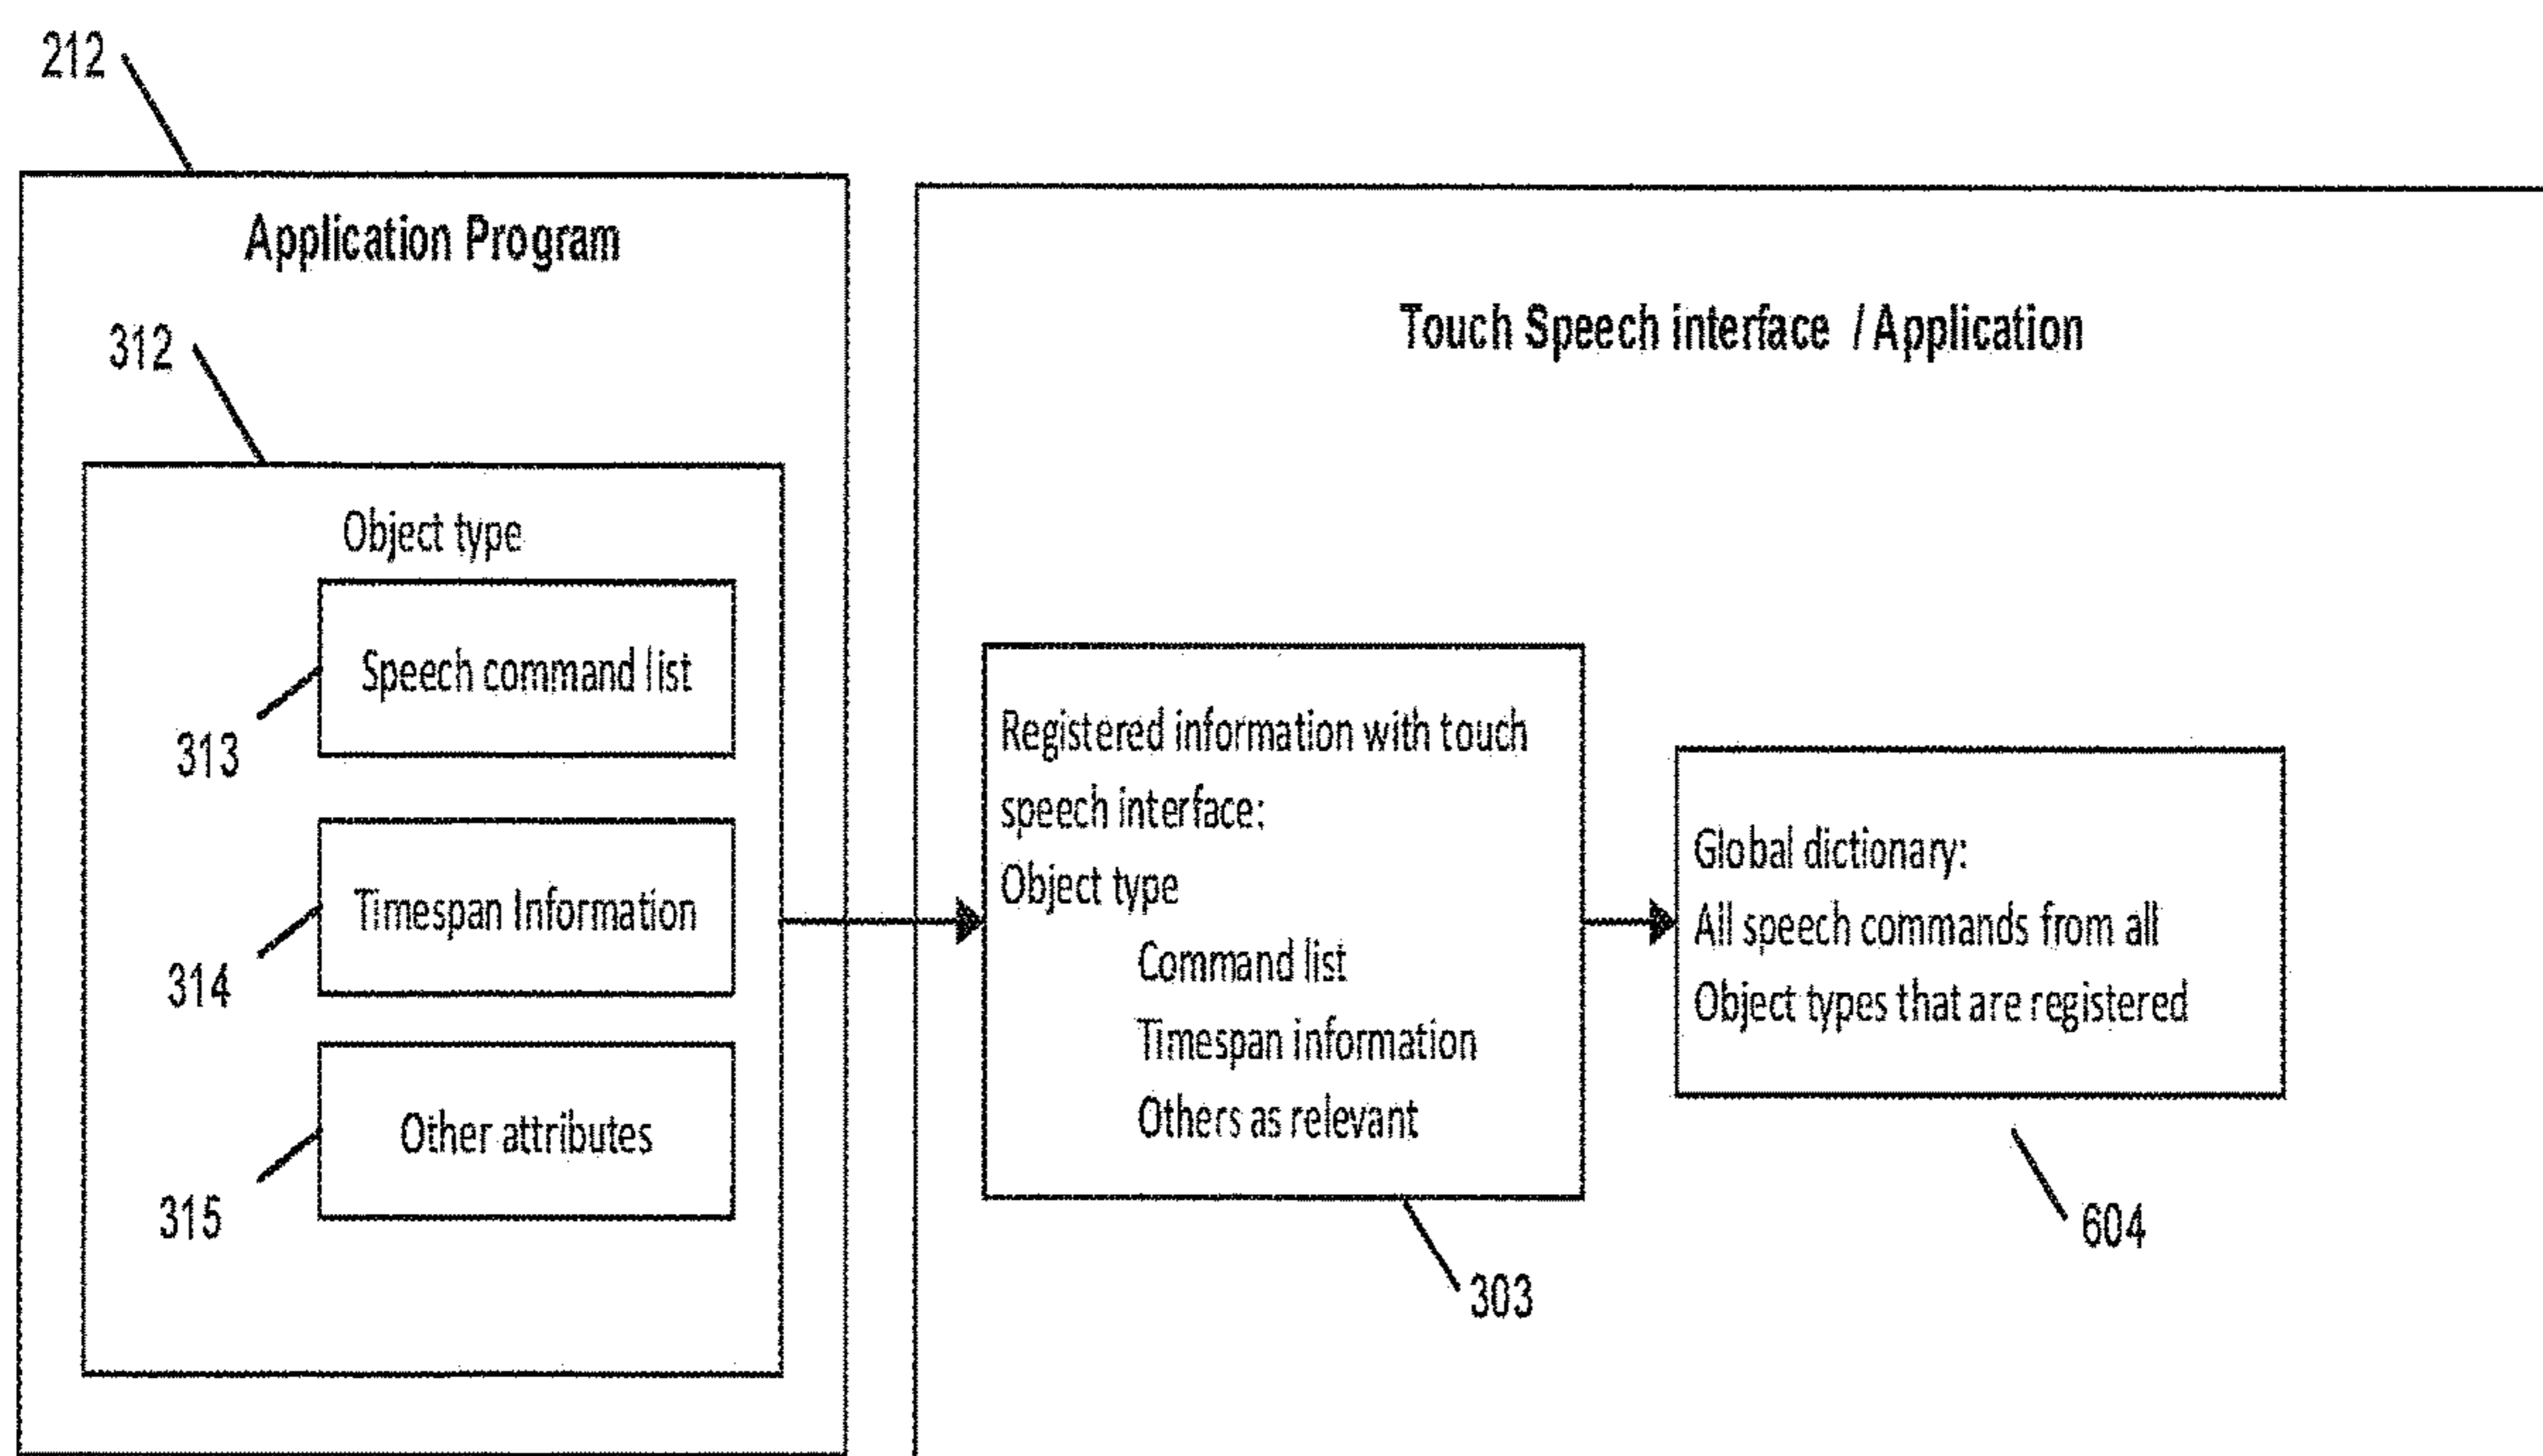 212
Application Program
312
Object type
Speech command list
313
Timespan Information
314
Other attributes
315
Touch Speech interface / Application
Registered information with touch
speech interface:
Object type
Command list
Timespan information
Others as relevant
303
Global dictionary:
All speech commands from all
Object types that are registered
604